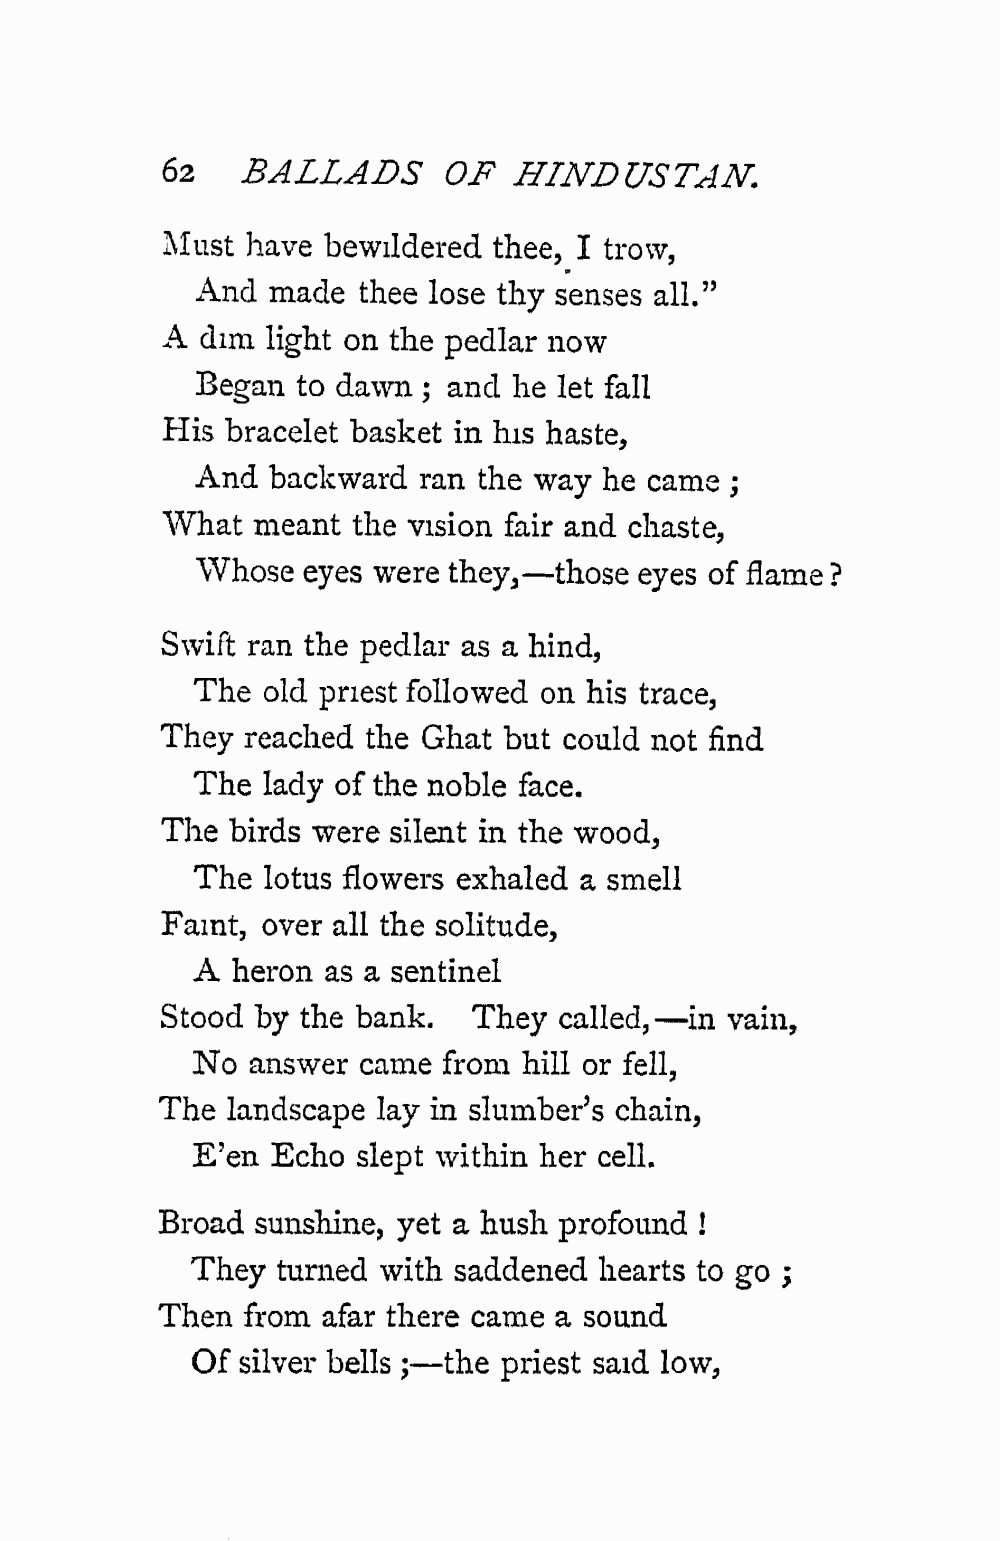 62 BALLADS OF HINDUSTAN.
Must have bewildered thee, I trow,
And made thee lose thy senses all."
A dim light on the pedlar now
Began to dawn ; and he let fall
His bracelet basket in his haste,
And backward ran the way he came ;
What meant the vision fair and chaste,
Whose eyes were they,—those eyes of flame ?
Swift ran the pedlar as a hind,
The old priest followed on his trace,
They reached the Ghat but could not find
The lady of the noble face.
The birds were silent in the wood,
The lotus flowers exhaled a smell
Faint, over all the solitude,
A heron as a sentinel
Stood by the bank. They called,—in vain,
No answer came from hill or fell,
The landscape lay in slumber's chain,
E'en Echo slept within her cell.
Broad sunshine, yet a hush profound !
They turned with saddened hearts to go ;
Then from afar there came a sound
Of silver bells ;—the priest said low,